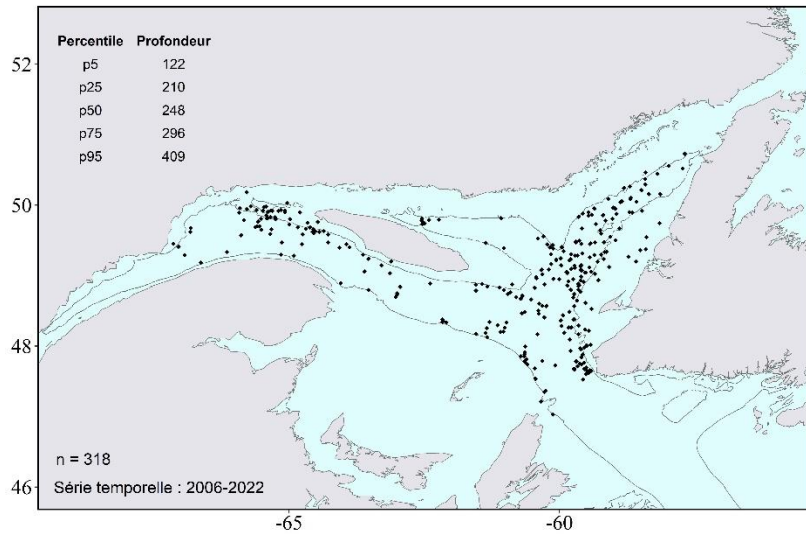 Percentile Profondeur
p5 122
p25 210
p50 248
p75 296
p95 409
52
50
48
46
n = 318
Série temporelle : 2006-2022
-65 -60